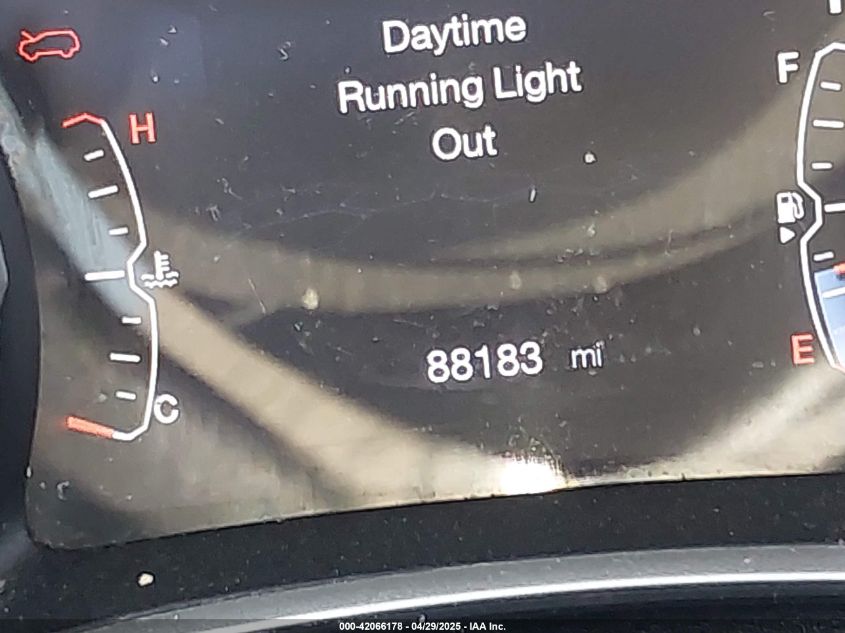 Daytime
Running Light
Out
H
F
88183 mi
E
C
000-42066178 - 04/29/2025 - IAA Inc.